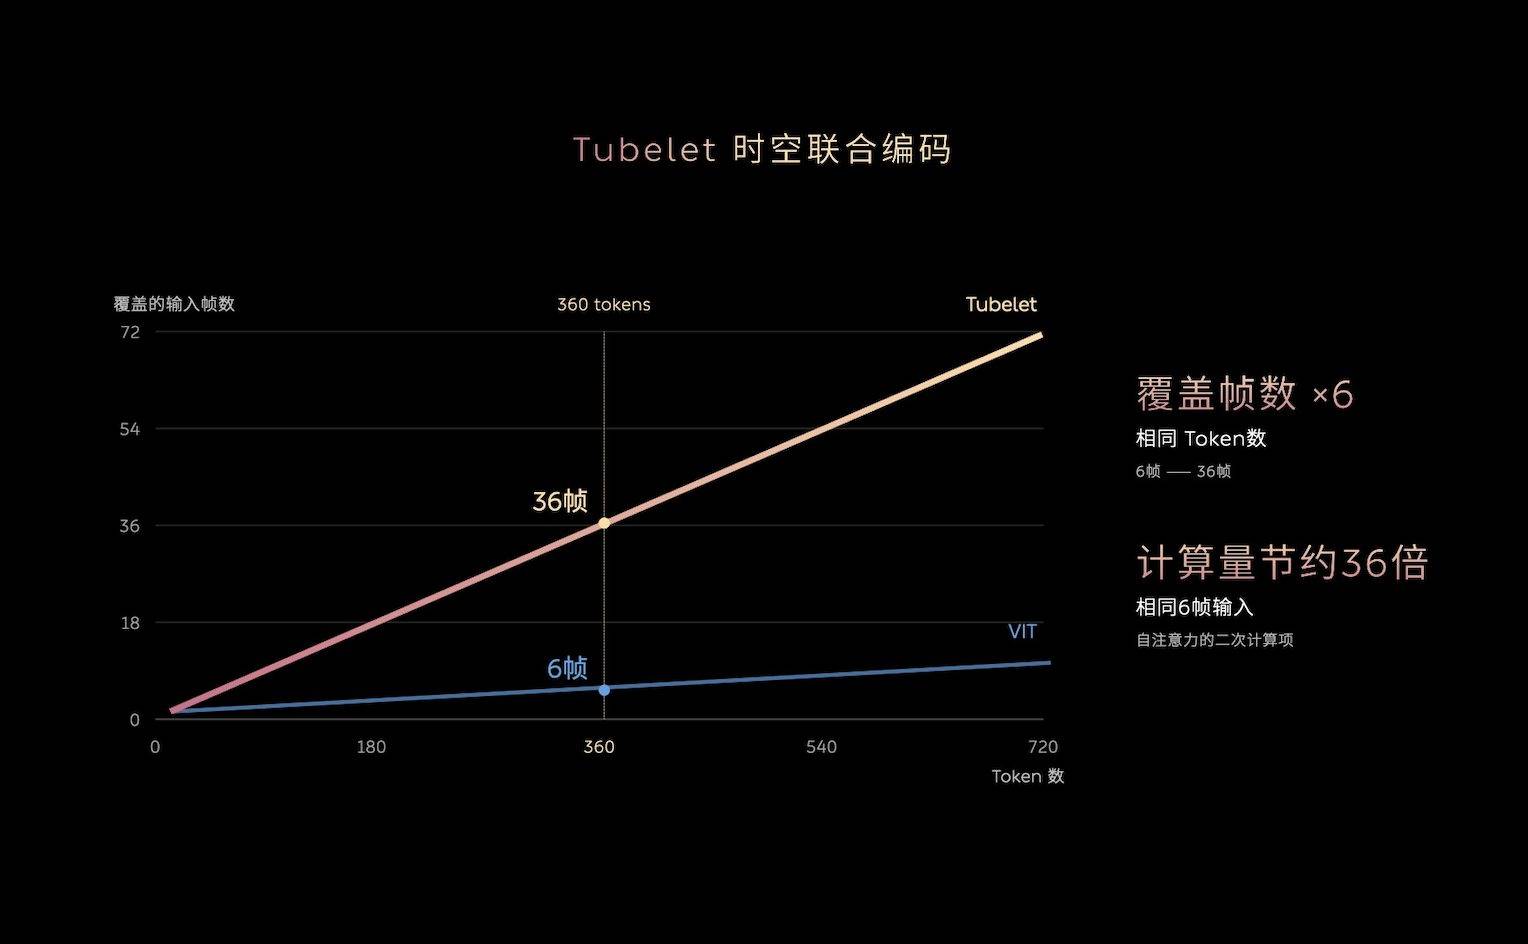 Tubelet 时空联合编码
覆盖的输入帧数
360 tokens
Tubelet
72
54
36
18
0
36帧
6帧
VIT
0 180 360 540 720
Token 数
覆盖帧数 ×6
相同 Token数
6帧 —— 36帧
计算量节约36倍
相同6帧输入
自注意力的二次计算项